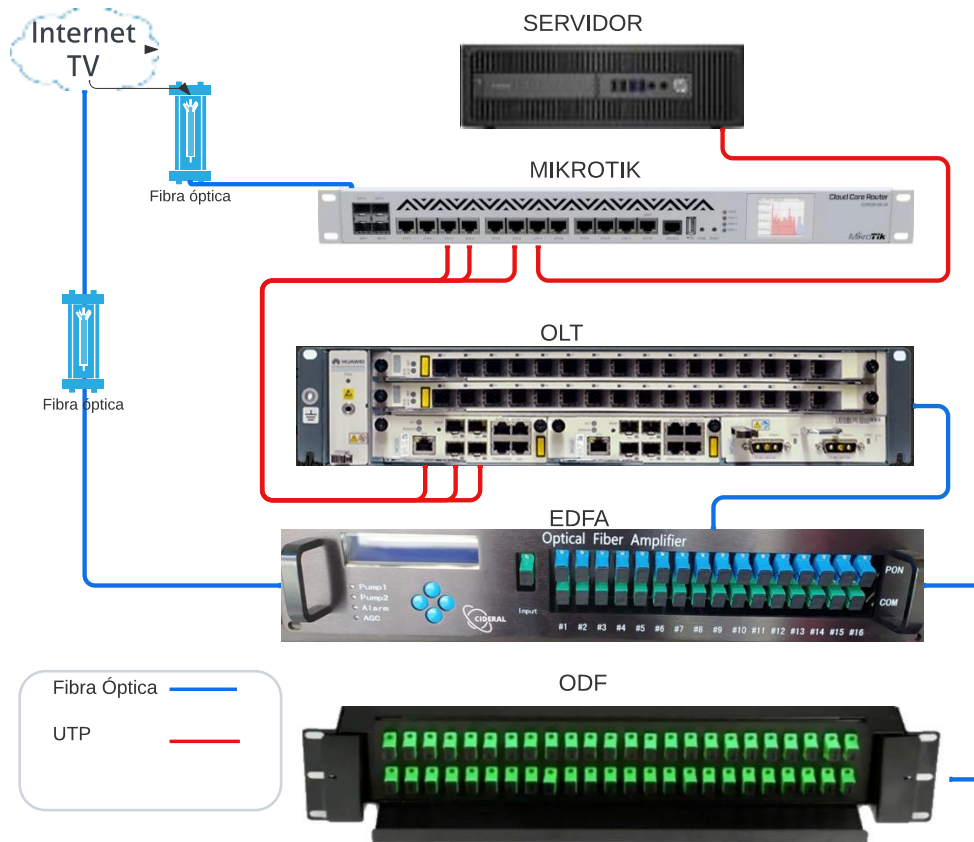 Internet
TV
SERVIDOR
Fibra óptica
MIKROTIK
Cloud Core Router
MikroTik
OLT
HUAWEI
Fibra óptica
EDFA
Optical Fiber Amplifier
PON
COM
Pump1
Pump2
Alarm
AGC
CIDERAL
Input
#1 #2 #3 #4 #5 #6 #7 #8 #9 #10 #11 #12 #13 #14 #15 #16
ODF
Fibra Óptica
UTP